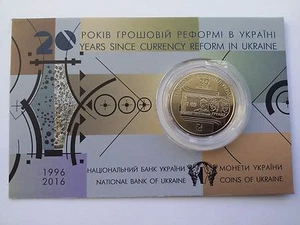 20 РОКІВ ГРОШОВІЙ РЕФОРМІ В УКРАЇНІ
YEARS SINCE CURRENCY REFORM IN UKRAINE
1996
2016
НАЦІОНАЛЬНИЙ БАНК УКРАЇНИ
NATIONAL BANK OF UKRAINE
МОНЕТИ УКРАЇНИ
COINS OF UKRAINE